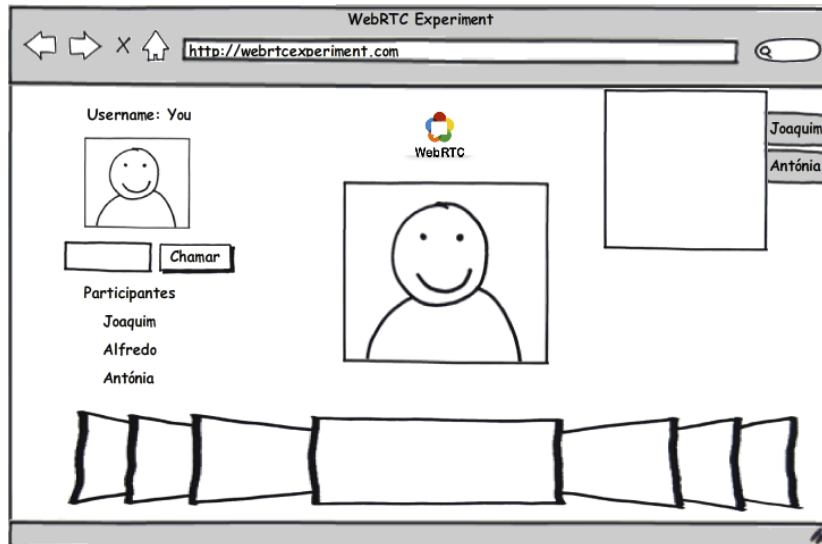 WebRTC Experiment
http://webrtcexperiment.com
Username: You
WebRTC
Joaquim
Antónia
Chamar
Participantes
Joaquim
Alfredo
Antónia